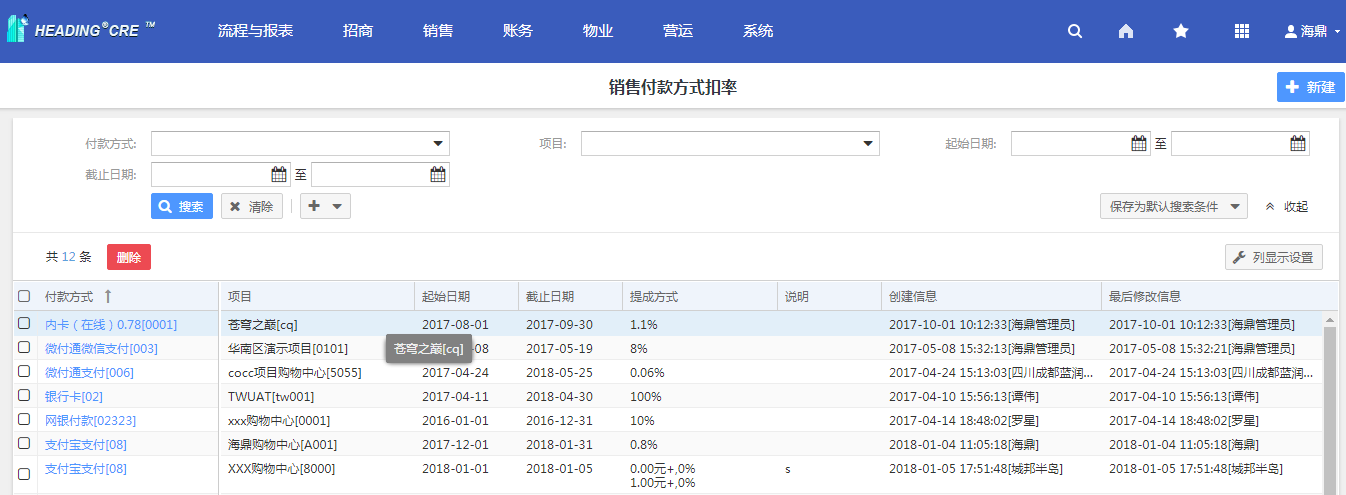 HEADING®CRE TM 流程与报表 招商 销售 账务 物业 营运 系统 海鼎
销售付款方式扣率 新建
付款方式: 项目: 起始日期: 至
截止日期: 至
搜索 清除 保存为默认搜索条件 收起
共 12 条 删除 列显示设置
付款方式 项目 起始日期 截止日期 提成方式 说明 创建信息 最后修改信息
内卡（在线）0.78[0001] 苍穹之巅[cq] 2017-08-01 2017-09-30 1.1% 2017-10-01 10:12:33[海鼎管理员] 2017-10-01 10:12:33[海鼎管理员]
微付通微信支付[003] 华南区演示项目[0101] 苍穹之巅[cq] -08 2017-05-19 8% 2017-05-08 15:32:13[海鼎管理员] 2017-05-08 15:32:21[海鼎管理员]
微付通支付[006] cocc项目购物中心[5055] 2017-04-24 2018-05-25 0.06% 2017-04-24 15:13:03[四川成都蓝润... 2017-04-24 15:13:03[四川成都蓝润...
银行卡[02] TWUAT[tw001] 2017-04-11 2018-04-30 100% 2017-04-10 15:56:13[谭伟] 2017-04-10 15:56:13[谭伟]
网银付款[02323] xxx购物中心[0001] 2016-01-01 2016-12-31 10% 2017-04-14 18:48:02[罗星] 2017-04-14 18:48:02[罗星]
支付宝支付[08] 海鼎购物中心[A001] 2017-12-01 2018-01-31 0.8% 2018-01-04 11:05:18[海鼎] 2018-01-04 11:05:18[海鼎]
支付宝支付[08] XXX购物中心[8000] 2018-01-01 2018-01-05 0.00元+,0% s 2018-01-05 17:51:48[城邦半岛] 2018-01-05 17:51:48[城邦半岛]
1.00元+,0%